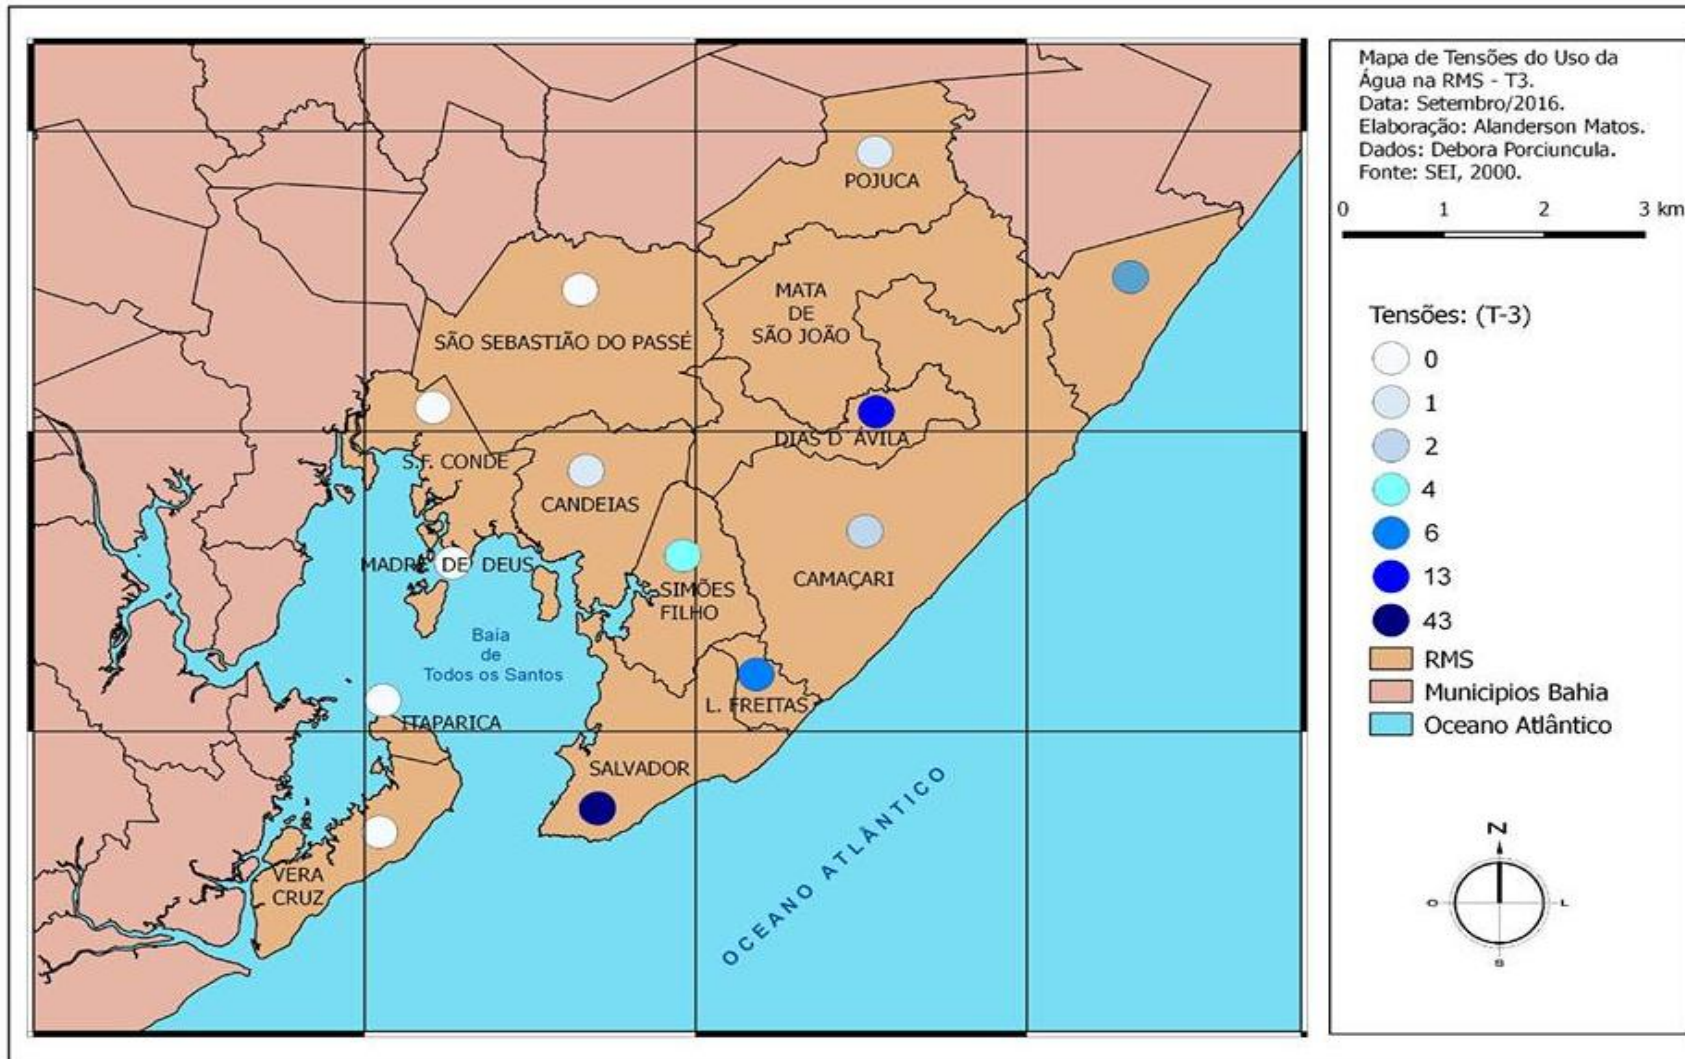 POJUCA
MATA
DE
SÃO JOÃO
SÃO SEBASTIÃO DO PASSÉ
DIAS D´ÁVILA
S.F. CONDE
CANDEIAS
MADRE DE DEUS
SIMÕES
FILHO
CAMAÇARI
Baía
de
Todos os Santos
L. FREITAS
ITAPARICA
SALVADOR
VERA
CRUZ
OCEANO ATLÂNTICO
Mapa de Tensões do Uso da
Água na RMS - T3.
Data: Setembro/2016.
Elaboração: Alanderson Matos.
Dados: Debora Porciuncula.
Fonte: SEI, 2000.
0 1 2 3 km
Tensões: (T-3)
0
1
2
4
6
13
43
RMS
Municipios Bahia
Oceano Atlântico
N
O L
S